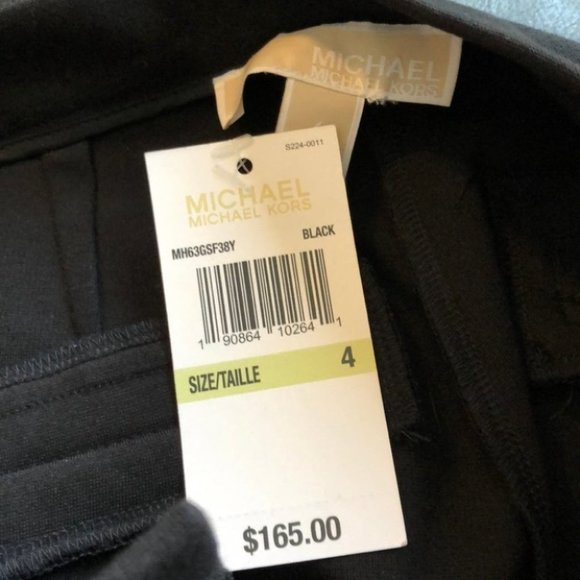 MICHAEL
MICHAEL KORS
S224-0011
MICHAEL
MICHAEL KORS
MH63GSF38Y BLACK
1 90864 10264 1
SIZE/TAILLE 4
$165.00